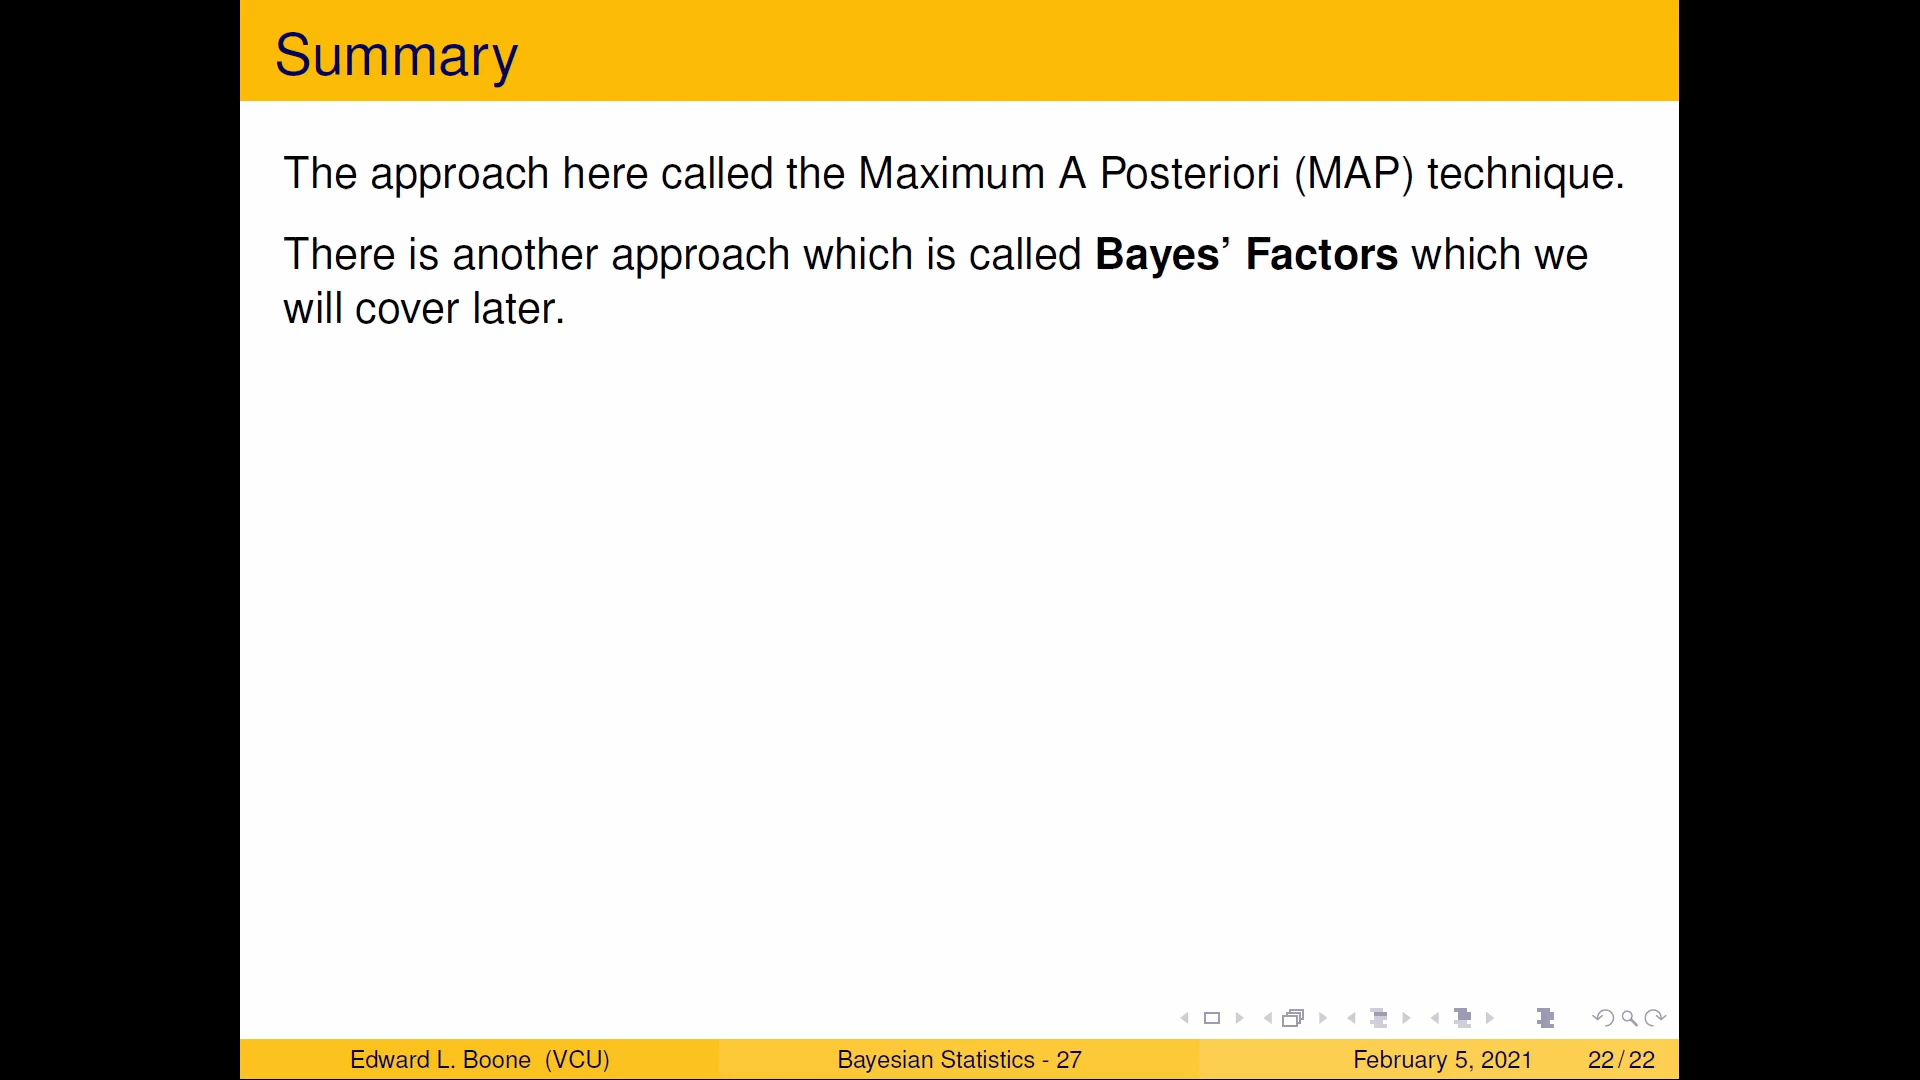 Summary
The approach here called the Maximum A Posteriori (MAP) technique.
There is another approach which is called Bayes’ Factors which we
will cover later.
Edward L. Boone (VCU)
Bayesian Statistics - 27
February 5, 2021
22 / 22